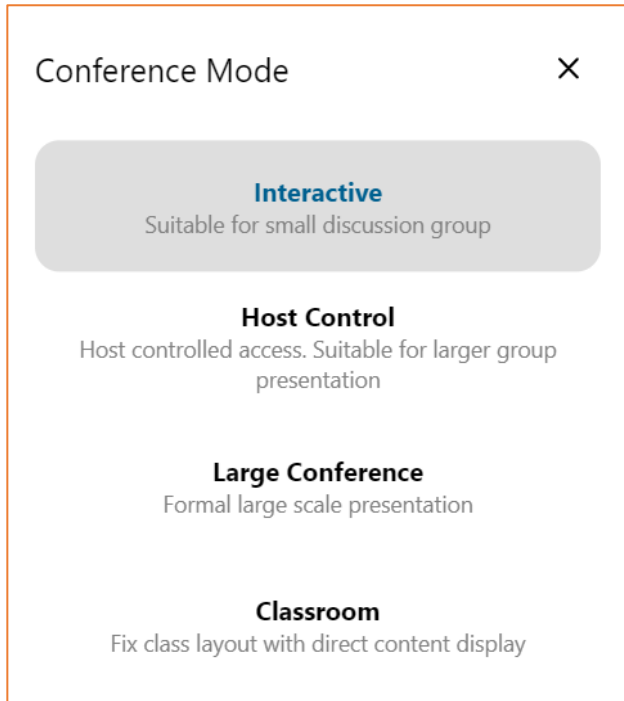 Conference Mode
Interactive
Suitable for small discussion group
Host Control
Host controlled access. Suitable for larger group
presentation
Large Conference
Formal large scale presentation
Classroom
Fix class layout with direct content display